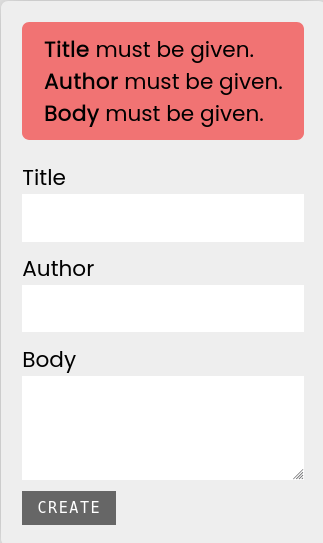 Title must be given.
Author must be given.
Body must be given.
Title
Author
Body
CREATE